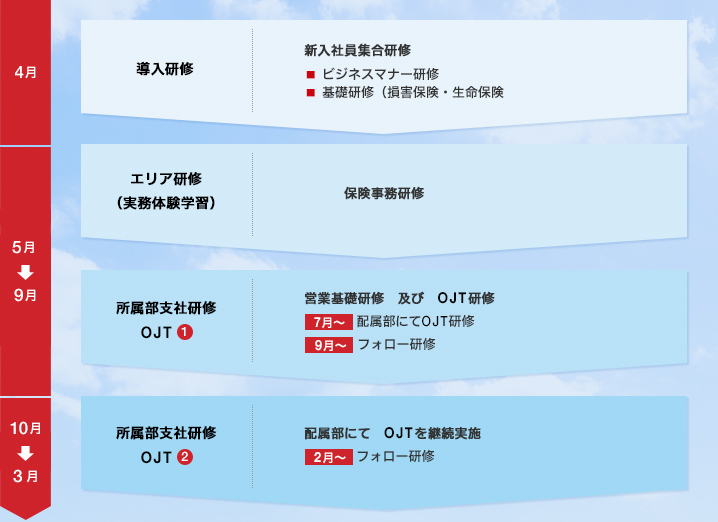 4月
導入研修
新入社員集合研修
■ ビジネスマナー研修
■ 基礎研修（損害保険・生命保険
5月
9月
エリア研修
（実務体験学習）
保険事務研修
所属部支社研修
OJT 1
営業基礎研修　及び　OJT研修
7月～ 配属部にてOJT研修
9月～ フォロー研修
10月
3月
所属部支社研修
OJT 2
配属部にて　OJTを継続実施
2月～ フォロー研修